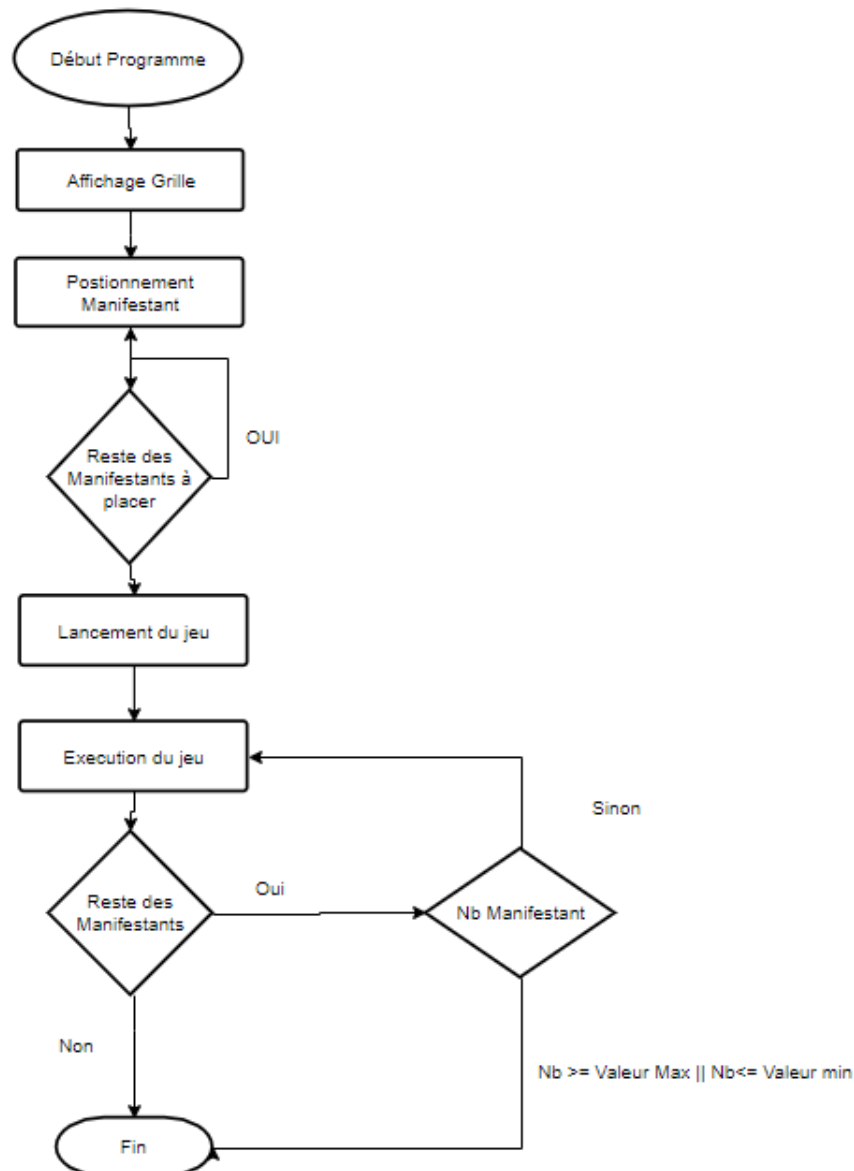 Début Programme
Affichage Grille
Postionnement
Manifestant
OUI
Reste des
Manifestants à
placer
Lancement du jeu
Execution du jeu
Sinon
Oui
Reste des
Manifestants
Nb Manifestant
Non
Nb >= Valeur Max || Nb<= Valeur min
Fin